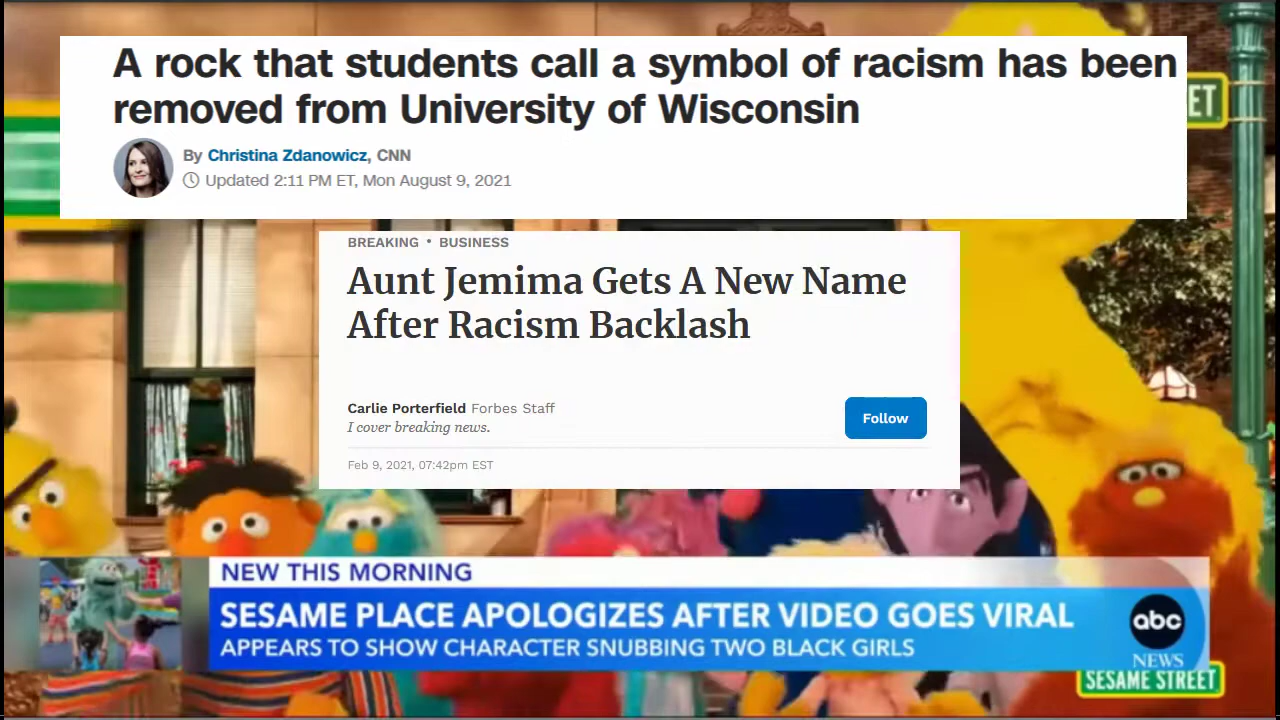 A rock that students call a symbol of racism has been
removed from University of Wisconsin
By Christina Zdanowicz, CNN
Updated 2:11 PM ET, Mon August 9, 2021
ET
BREAKING • BUSINESS
Aunt Jemima Gets A New Name
After Racism Backlash
Carlie Porterfield Forbes Staff
I cover breaking news.
Follow
Feb 9, 2021, 07:42pm EST
NEW THIS MORNING
SESAME PLACE APOLOGIZES AFTER VIDEO GOES VIRAL
APPEARS TO SHOW CHARACTER SNUBBING TWO BLACK GIRLS
abc
NEWS
SESAME STREET